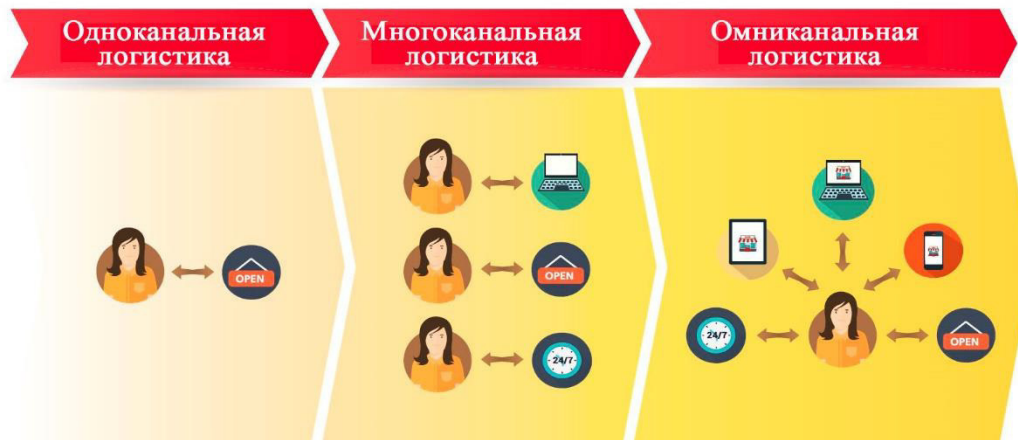 Одноканальная
логистика
Многоканальная
логистика
Омниканальная
логистика
OPEN
OPEN
24/7
24/7
OPEN